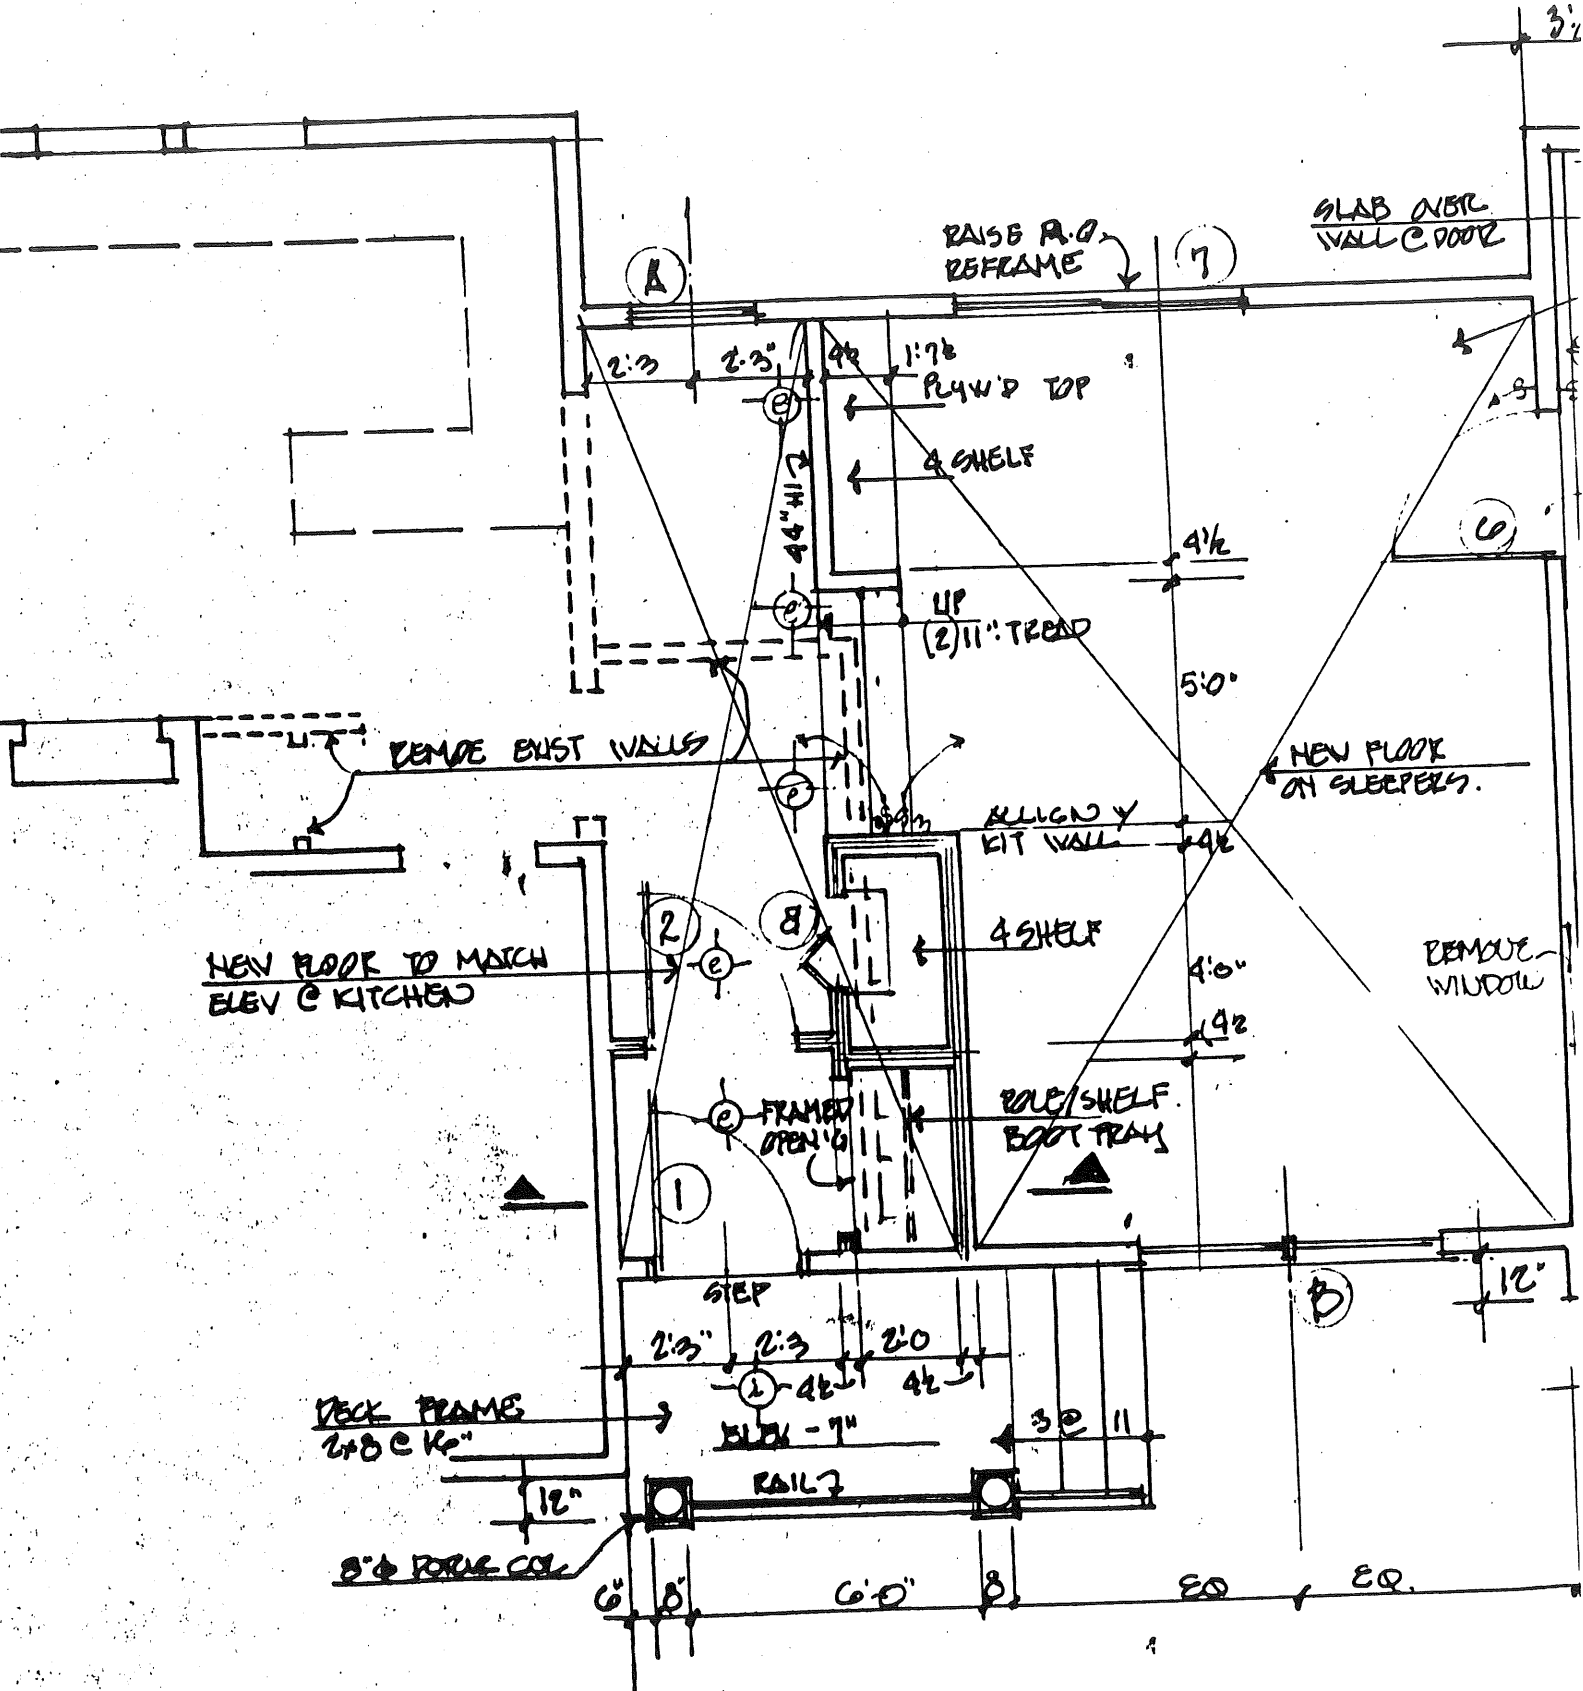 SLAB OVER
WALL @ DOOR
RAISE R.O.
REFRAME
A
7
2'-3
2'-3"
4½
1'-7½
PLYW'D TOP
4 SHELF
44" HI
6
4½
UP
(2) 11" TREAD
5'-0"
REMOVE EXIST WALLS
NEW FLOOR
ON SLEEPERS.
ALLIGN W
KIT WALL
4½
2
8
4 SHELF
NEW FLOOR TO MATCH
ELEV @ KITCHEN
REMOVE
WINDOW
4'-0"
4½
POLE/SHELF
BOOT TRAY
FRAMED
OPEN'G
1
STEP
B
12"
2'-3"
2'-3
2'-0
4½
4½
DECK FRAME
2x8 @ 16"
ELEV -7"
3 @ 11
RAIL
12"
8"ϕ PORCH COL
6"
8"
6'-0"
8
EQ
EQ.